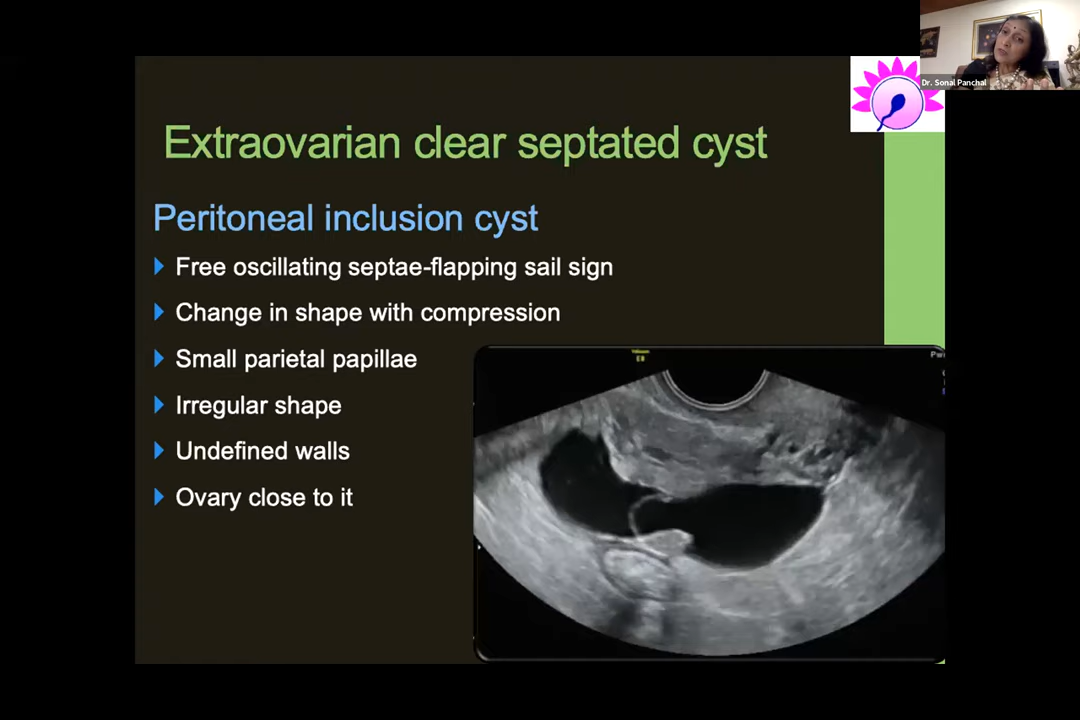 Dr. Sonal Panchal
Extraovarian clear septated cyst
Peritoneal inclusion cyst
Free oscillating septae-flapping sail sign
Change in shape with compression
Small parietal papillae
Irregular shape
Undefined walls
Ovary close to it